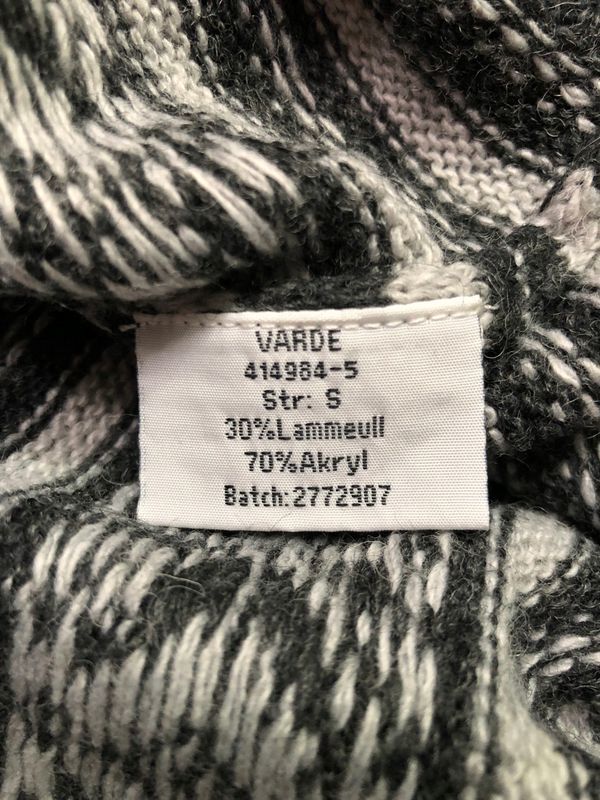 VARDE
414984-5
Str: S
30%Lammeull
70%Akryl
Batch:2772907